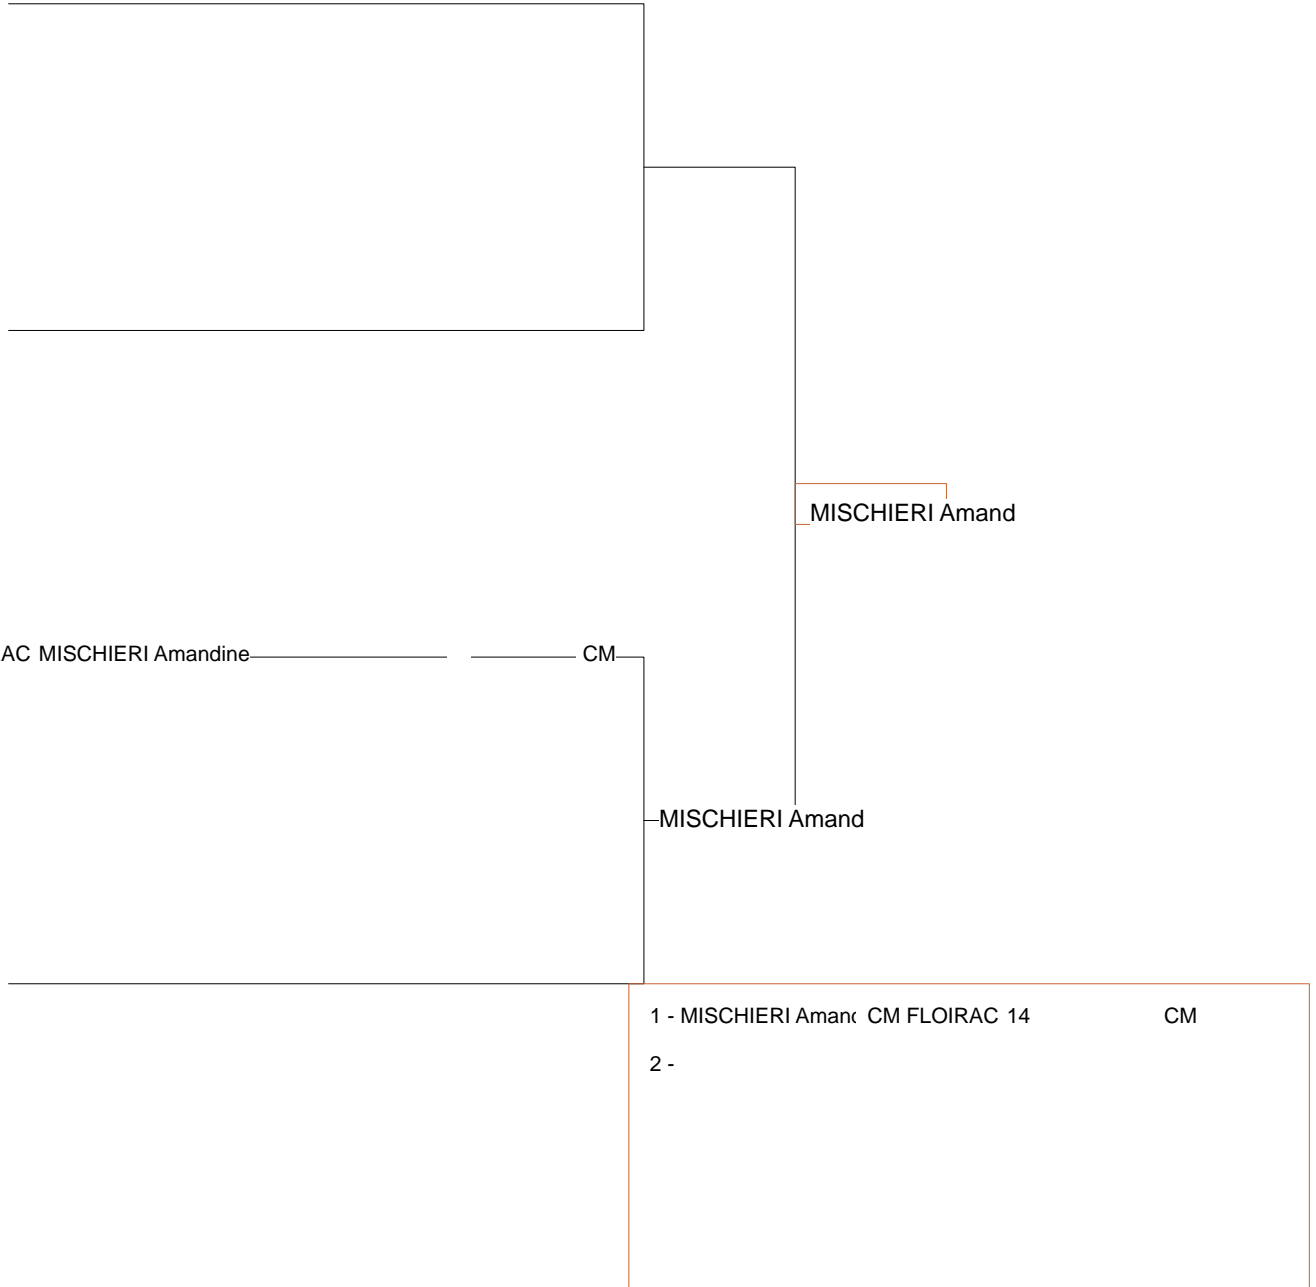 MISCHIERI Amand
AC MISCHIERI Amandine CM
MISCHIERI Amand
1 - MISCHIERI Aman CM FLOIRAC 14 CM
2 -